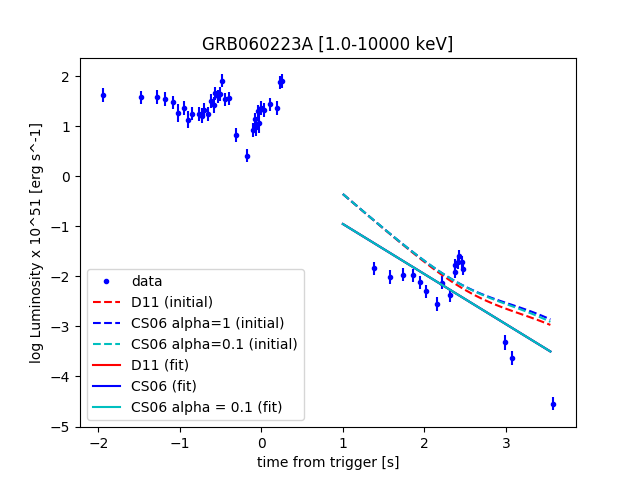 GRB060223A [1.0-10000 keV]
log Luminosity x 10^51 [erg s^-1]
2
1
0
−1
−2
−3
−4
−5
data
D11 (initial)
CS06 alpha=1 (initial)
CS06 alpha=0.1 (initial)
D11 (fit)
CS06 (fit)
CS06 alpha = 0.1 (fit)
−2 −1 0 1 2 3
time from trigger [s]